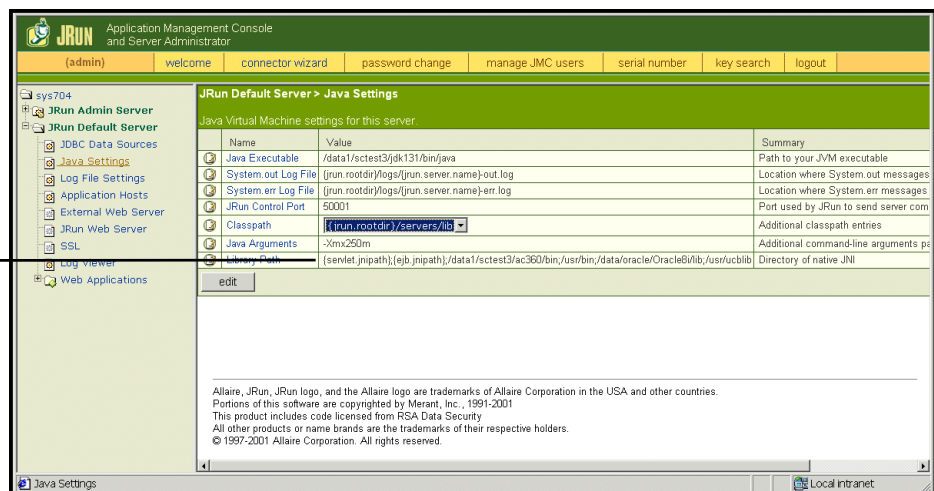 JRUN Application Management Console
and Server Administrator
(admin) welcome connector wizard password change manage JMC users serial number key search logout
sys704
JRun Admin Server
JRun Default Server
JDBC Data Sources
Java Settings
Log File Settings
Application Hosts
External Web Server
JRun Web Server
SSL
Log Viewer
Web Applications
JRun Default Server > Java Settings
Java Virtual Machine settings for this server.
Name Value Summary
Java Executable /data1/sctest3/jdk131/bin/java Path to your JVM executable
System.out Log File {jrun.rootdir}/logs/{jrun.server.name}-out.log Location where System.out messages
System.err Log File {jrun.rootdir}/logs/{jrun.server.name}-err.log Location where System.err messages
JRun Control Port 50001 Port used by JRun to send server com
Classpath {jrun.rootdir}/servers/lib Additional classpath entries
Java Arguments -Xmx250m Additional command-line arguments pa
Library Path {servlet.jnipath};{ejb.jnipath};/data1/sctest3/ac360/bin;/usr/bin;/data/oracle/Oracle8i/lib;/usr/ucblib Directory of native JNI
edit
Allaire, JRun, JRun logo, and the Allaire logo are trademarks of Allaire Corporation in the USA and other countries.
Portions of this software are copyrighted by Merant, Inc., 1991-2001
This product includes code licensed from RSA Data Security
All other products or name brands are the trademarks of their respective holders.
© 1997-2001 Allaire Corporation. All rights reserved.
Java Settings Local intranet